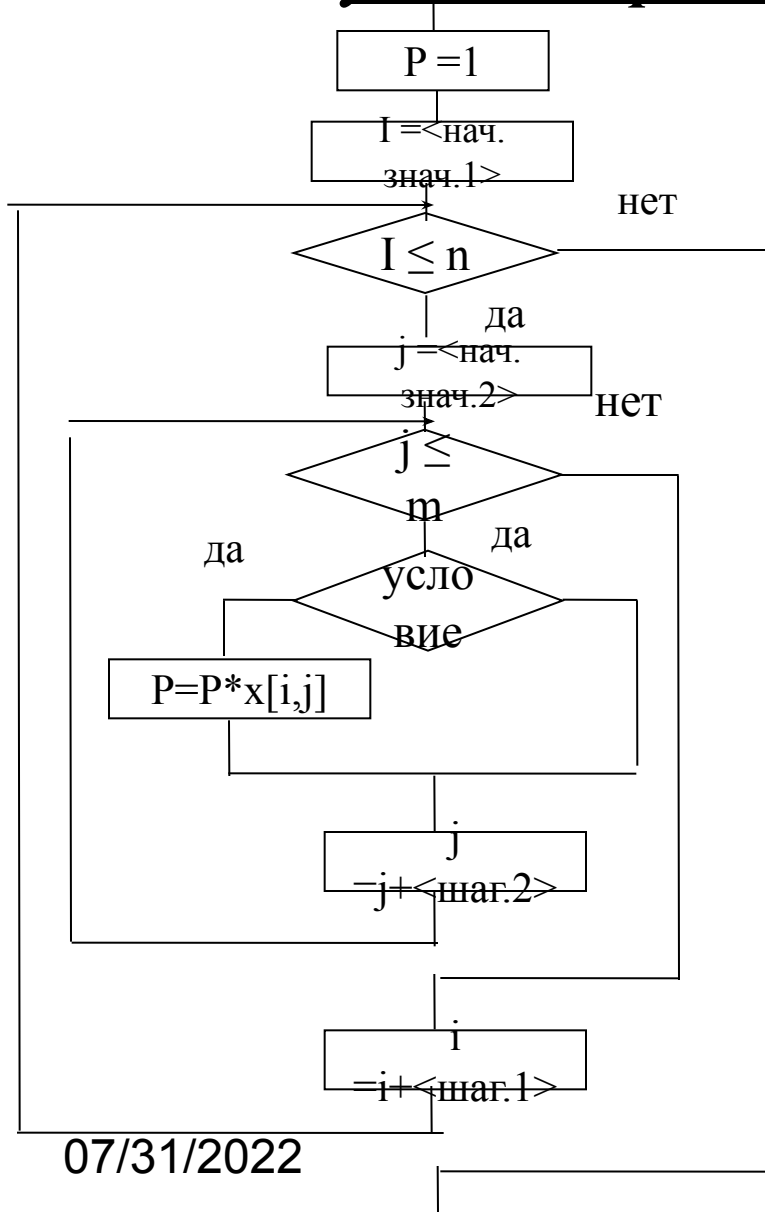 P =1
I =<нач.
знач.1>
нет
I ≤ n
да
j =<нач.
знач.2>
нет
j ≤
m
да
да
усло
вие
P=P*x[i,j]
j
=j+<шаг.2>
i
=i+<шаг.1>
07/31/2022